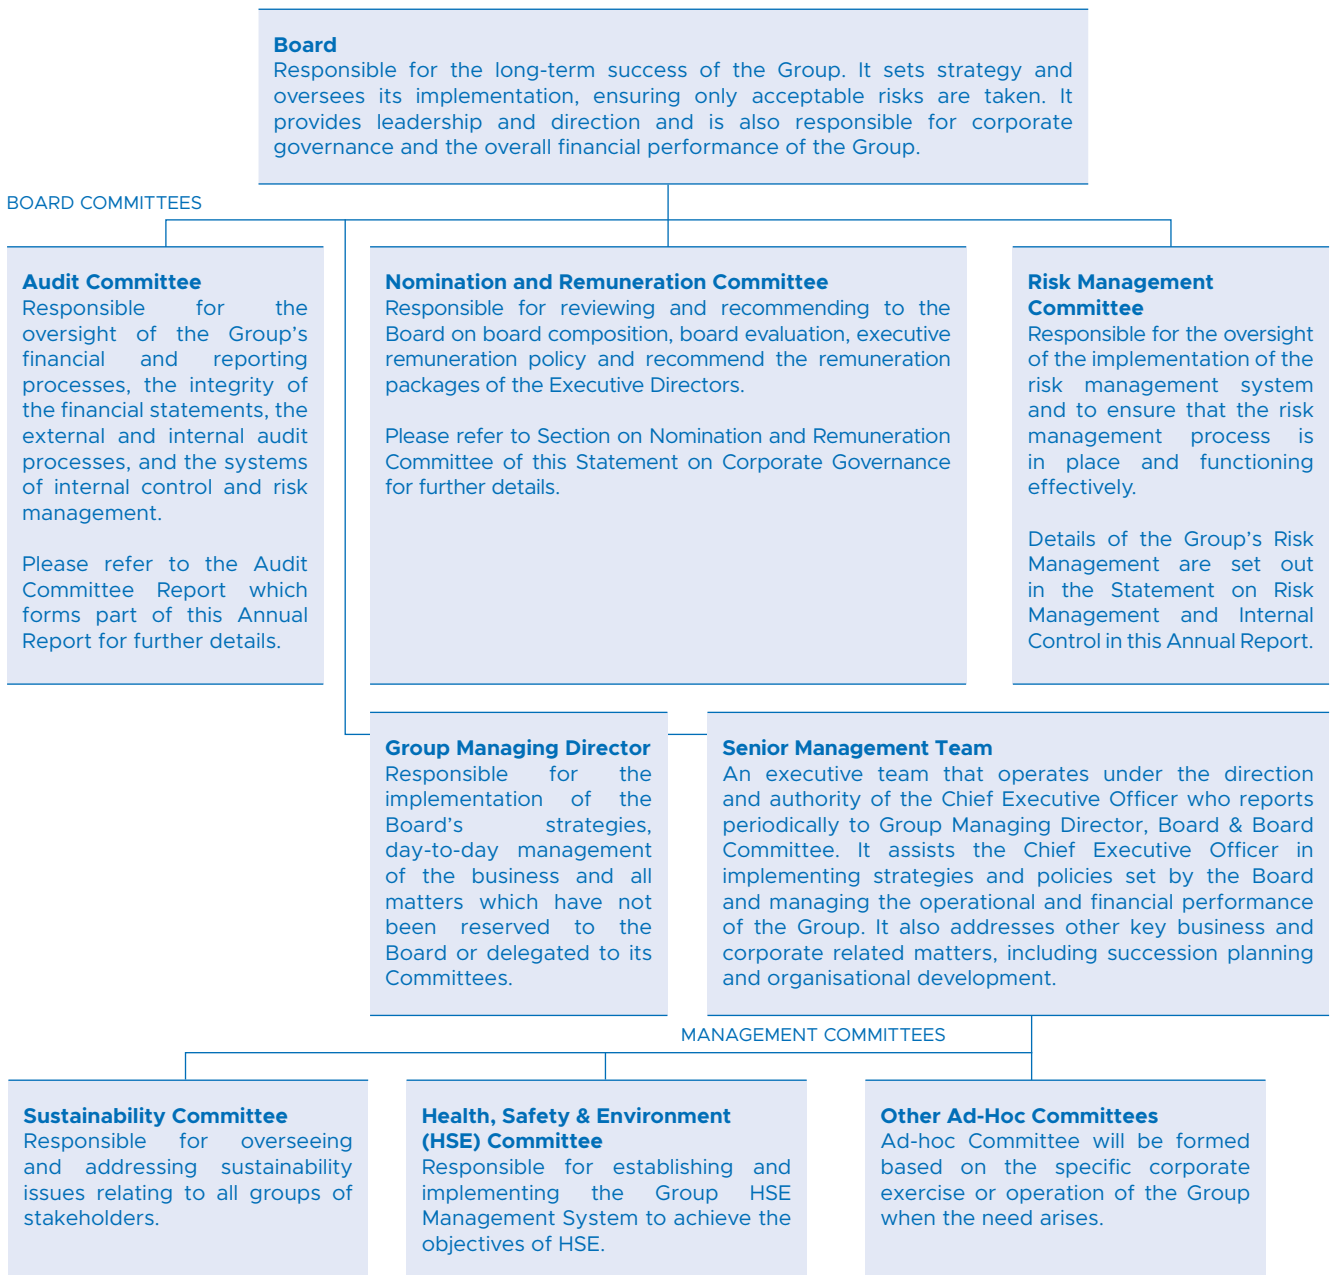 Board
Responsible for the long-term success of the Group. It sets strategy and
oversees its implementation, ensuring only acceptable risks are taken. It
provides leadership and direction and is also responsible for corporate
governance and the overall financial performance of the Group.
BOARD COMMITTEES
Audit Committee
Responsible for the
oversight of the Group’s
financial and reporting
processes, the integrity of
the financial statements, the
external and internal audit
processes, and the systems
of internal control and risk
management.
Please refer to the Audit
Committee Report which
forms part of this Annual
Report for further details.
Nomination and Remuneration Committee
Responsible for reviewing and recommending to the
Board on board composition, board evaluation, executive
remuneration policy and recommend the remuneration
packages of the Executive Directors.
Please refer to Section on Nomination and Remuneration
Committee of this Statement on Corporate Governance
for further details.
Risk Management
Committee
Responsible for the oversight
of the implementation of the
risk management system
and to ensure that the risk
management process is
in place and functioning
effectively.
Details of the Group’s Risk
Management are set out
in the Statement on Risk
Management and Internal
Control in this Annual Report.
Group Managing Director
Responsible for the
implementation of the
Board’s strategies,
day-to-day management
of the business and all
matters which have not
been reserved to the
Board or delegated to its
Committees.
Senior Management Team
An executive team that operates under the direction
and authority of the Chief Executive Officer who reports
periodically to Group Managing Director, Board & Board
Committee. It assists the Chief Executive Officer in
implementing strategies and policies set by the Board
and managing the operational and financial performance
of the Group. It also addresses other key business and
corporate related matters, including succession planning
and organisational development.
MANAGEMENT COMMITTEES
Sustainability Committee
Responsible for overseeing
and addressing sustainability
issues relating to all groups of
stakeholders.
Health, Safety & Environment
(HSE) Committee
Responsible for establishing and
implementing the Group HSE
Management System to achieve the
objectives of HSE.
Other Ad-Hoc Committees
Ad-hoc Committee will be formed
based on the specific corporate
exercise or operation of the Group
when the need arises.